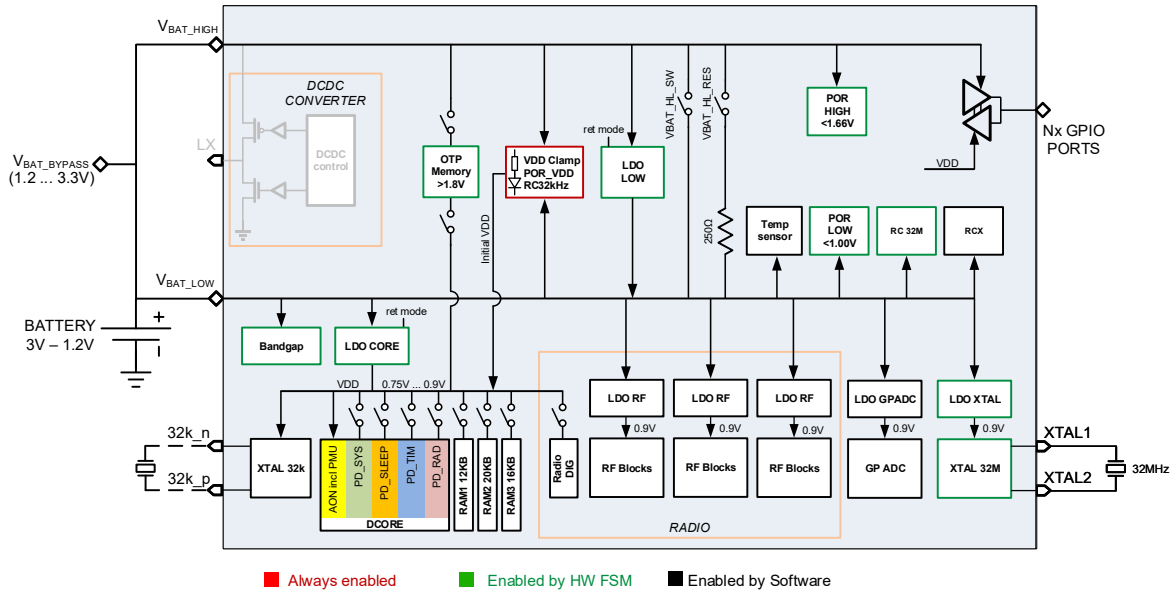 VBAT_HIGH
DCDC
CONVERTER
LX
DCDC
control
VBAT_BYPASS
(1.2 ... 3.3V)
OTP
Memory
>1.8V
VDD Clamp
POR_VDD
RC32kHz
ret mode
LDO
LOW
VBAT_HL_SW
VBAT_HL_RES
POR
HIGH
<1.66V
Nx GPIO
PORTS
VDD
Initial VDD
250Ω
Temp
sensor
POR
LOW
<1.00V
RC 32M
RCX
VBAT_LOW
BATTERY
3V – 1.2V
+
Bandgap
ret mode
LDO CORE
VDD
0.75V ... 0.9V
LDO RF
LDO RF
LDO RF
LDO GPADC
LDO XTAL
0.9V
0.9V
0.9V
0.9V
0.9V
32k_n
32k_p
XTAL 32k
AON incl PMU
PD_SYS
PD_SLEEP
PD_TIM
PD_RAD
DCORE
RAM1 12KB
RAM2 20KB
RAM3 16KB
Radio
DIG
RF Blocks
RF Blocks
RF Blocks
RADIO
GP ADC
XTAL 32M
XTAL1
XTAL2
32MHz
Always enabled
Enabled by HW FSM
Enabled by Software